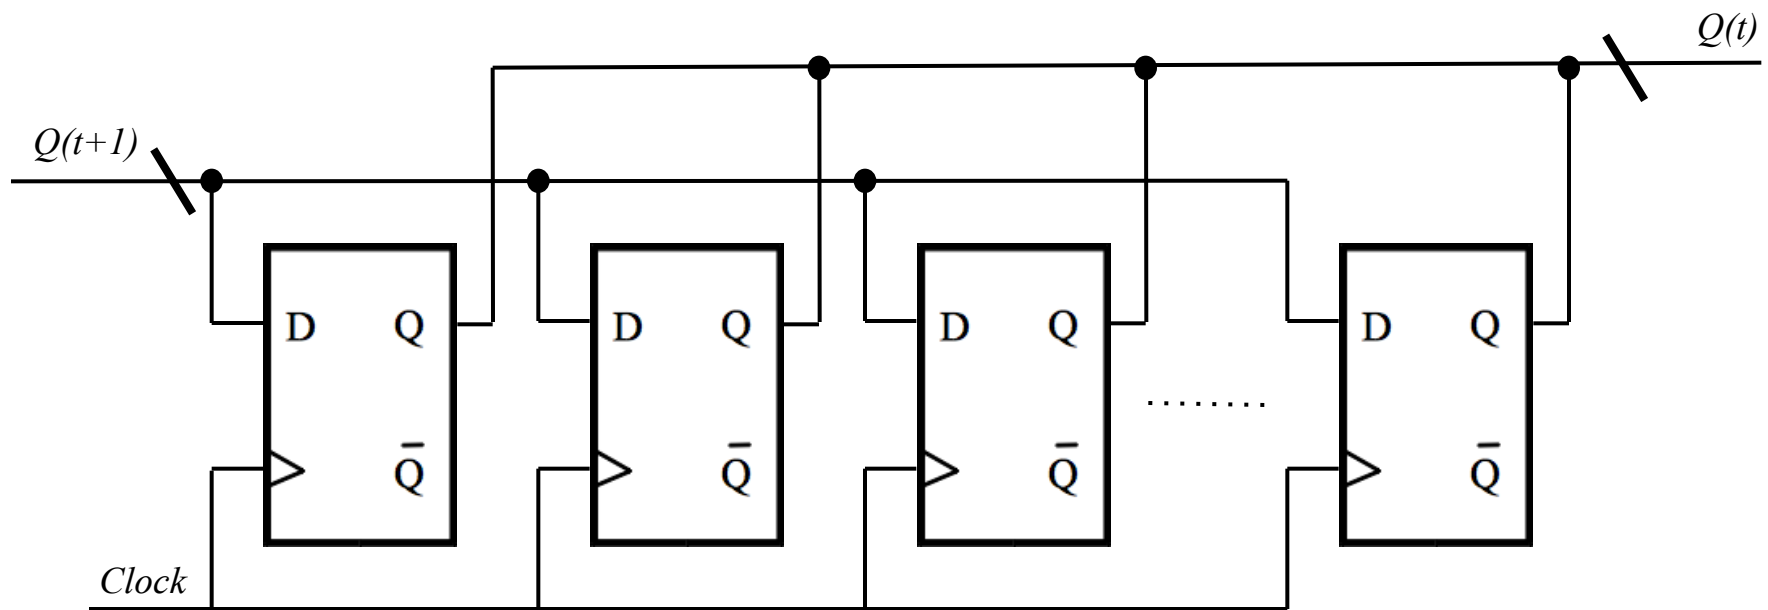 Q(t)
Q(t+1)
D Q D Q D Q D Q
........
Q̅ Q̅ Q̅ Q̅
Clock